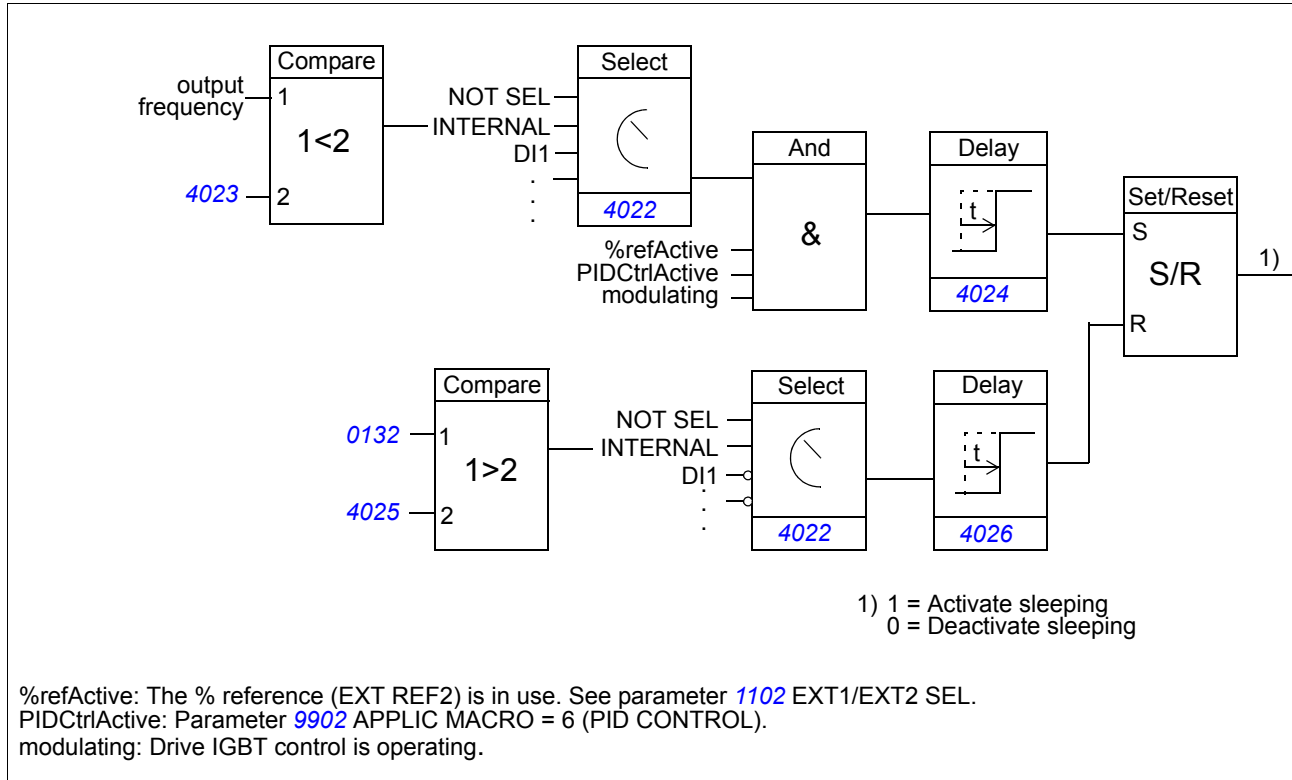 Compare
output
frequency
1
1<2
4023
2
Select
NOT SEL
INTERNAL
DI1
.
.
.
4022
And
&
%refActive
PIDCtrlActive
modulating
Delay
t
4024
Set/Reset
S
S/R
R
1)
Compare
0132
1
1>2
4025
2
Select
NOT SEL
INTERNAL
DI1
.
.
.
4022
Delay
t
4026
1) 1 = Activate sleeping
0 = Deactivate sleeping
%refActive: The % reference (EXT REF2) is in use. See parameter 1102 EXT1/EXT2 SEL.
PIDCtrlActive: Parameter 9902 APPLIC MACRO = 6 (PID CONTROL).
modulating: Drive IGBT control is operating.